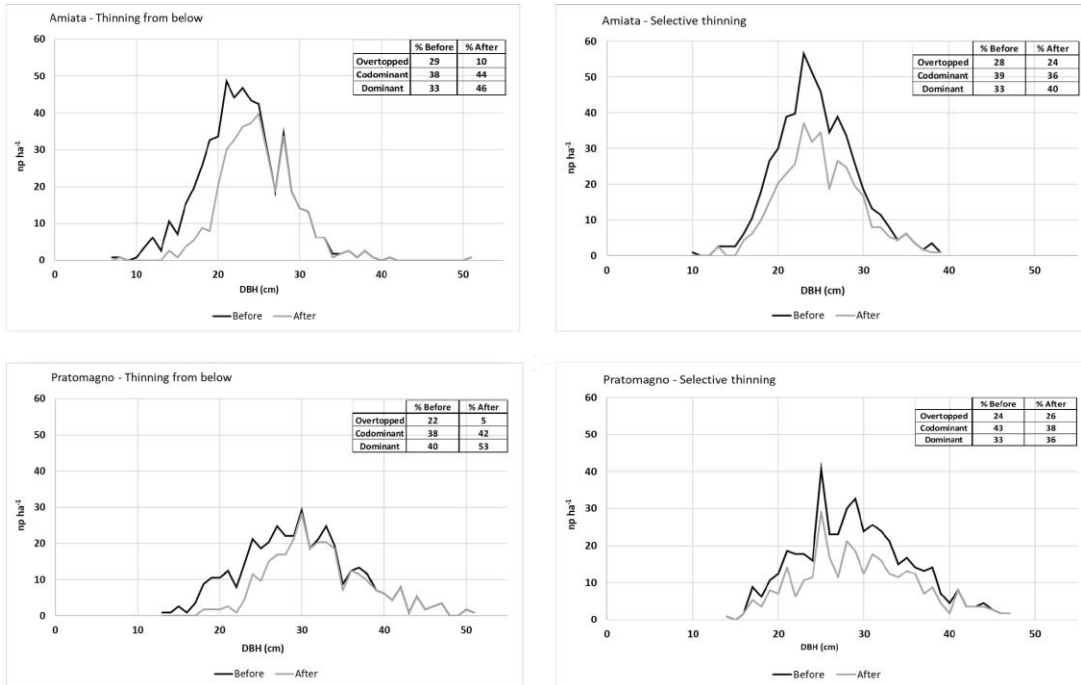 Amiata - Thinning from below
% Before % After
Overtopped 29 10
Codominant 38 44
Dominant 33 46
60
50
40
30
20
10
0
np ha-1
0 10 20 30 40 50
DBH (cm)
Before After
Amiata - Selective thinning
% Before % After
Overtopped 28 24
Codominant 39 36
Dominant 33 40
60
50
40
30
20
10
0
np ha-1
0 10 20 30 40 50
DBH (cm)
Before After
Pratomagno - Thinning from below
% Before % After
Overtopped 22 5
Codominant 38 42
Dominant 40 53
60
50
40
30
20
10
0
np ha-1
0 10 20 30 40 50
DBH (cm)
Before After
Pratomagno - Selective thinning
% Before % After
Overtopped 24 26
Codominant 43 38
Dominant 33 36
60
50
40
30
20
10
0
np ha-1
0 10 20 30 40 50
DBH (cm)
Before After